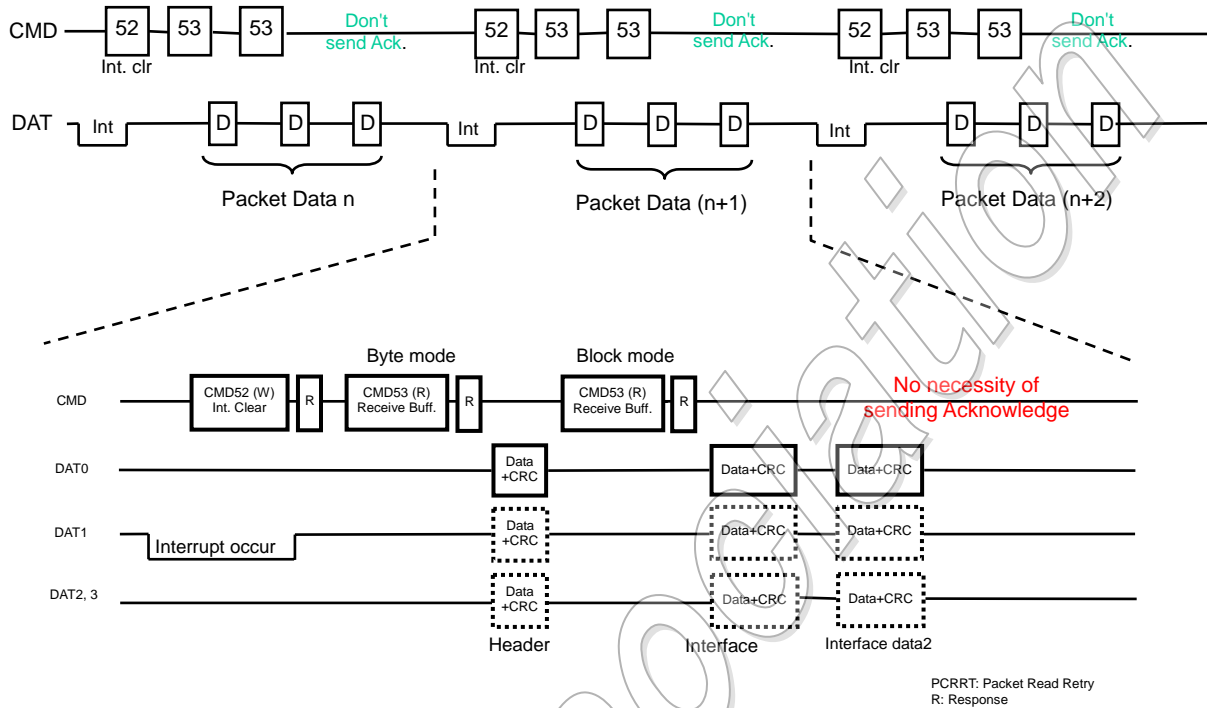 CMD 52 53 53 Don't send Ack. 52 53 53 Don't send Ack. 52 53 53 Don't send Ack.
Int. clr Int. clr Int. clr
DAT Int D D D Int D D D Int D D D
Packet Data n Packet Data (n+1) Packet Data (n+2)
Byte mode Block mode
CMD CMD52 (W) Int. Clear R CMD53 (R) Receive Buff. R CMD53 (R) Receive Buff. R No necessity of sending Acknowledge
DAT0 Data +CRC Data+CRC Data+CRC
DAT1 Interrupt occur Data +CRC Data+CRC Data+CRC
DAT2, 3 Data +CRC Data+CRC Data+CRC
Header Interface Interface data2
PCRRT: Packet Read Retry
R: Response
ociation